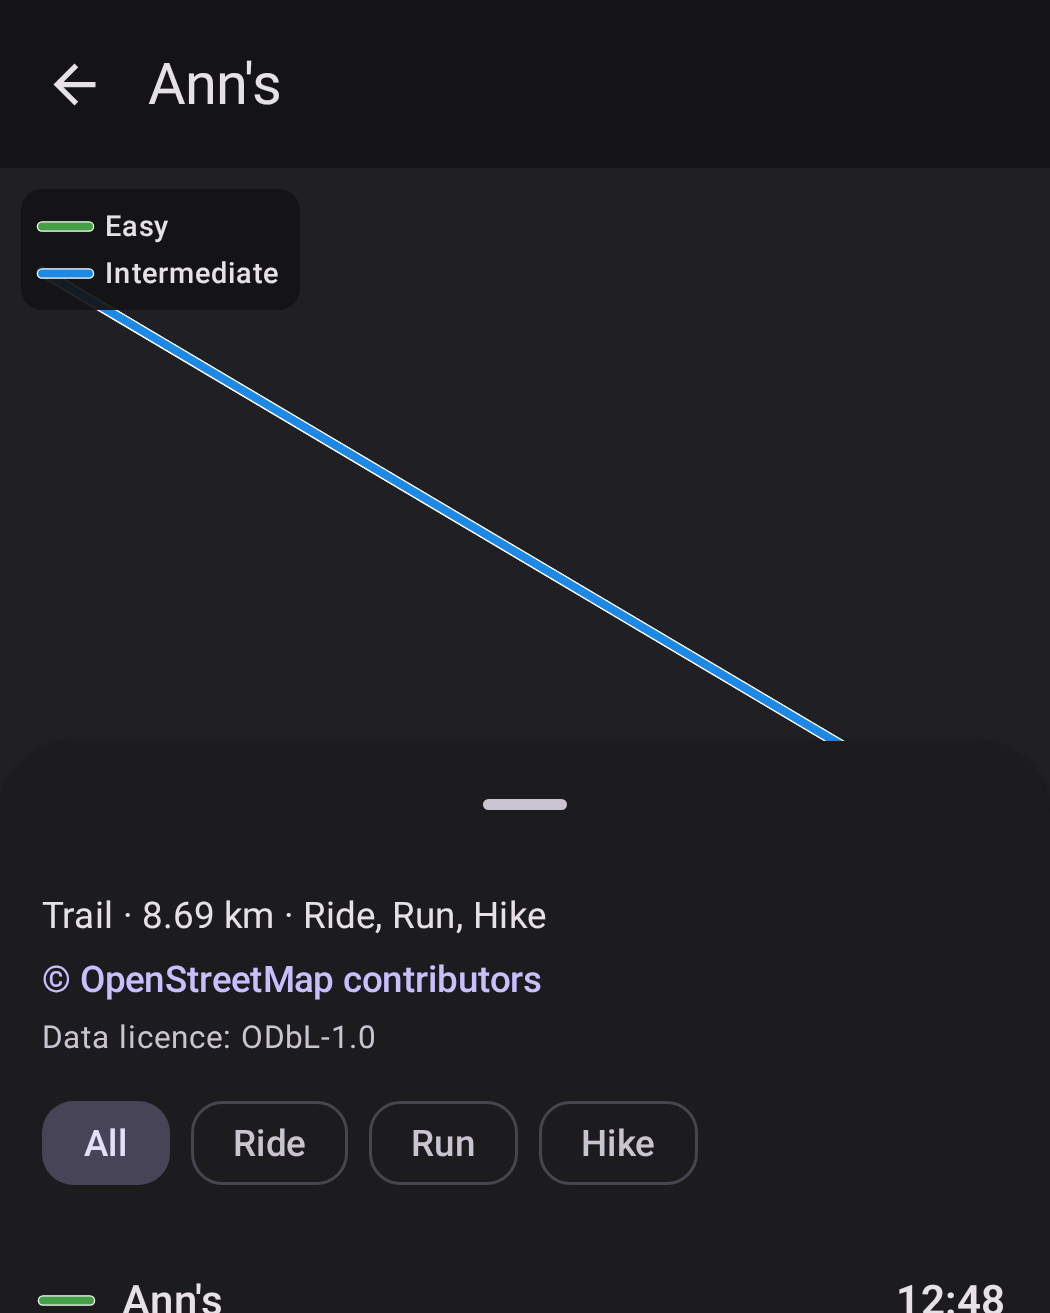 Ann's
Easy
Intermediate
Trail · 8.69 km · Ride, Run, Hike
© OpenStreetMap contributors
Data licence: ODbL-1.0
All Ride Run Hike
Ann's 12:48